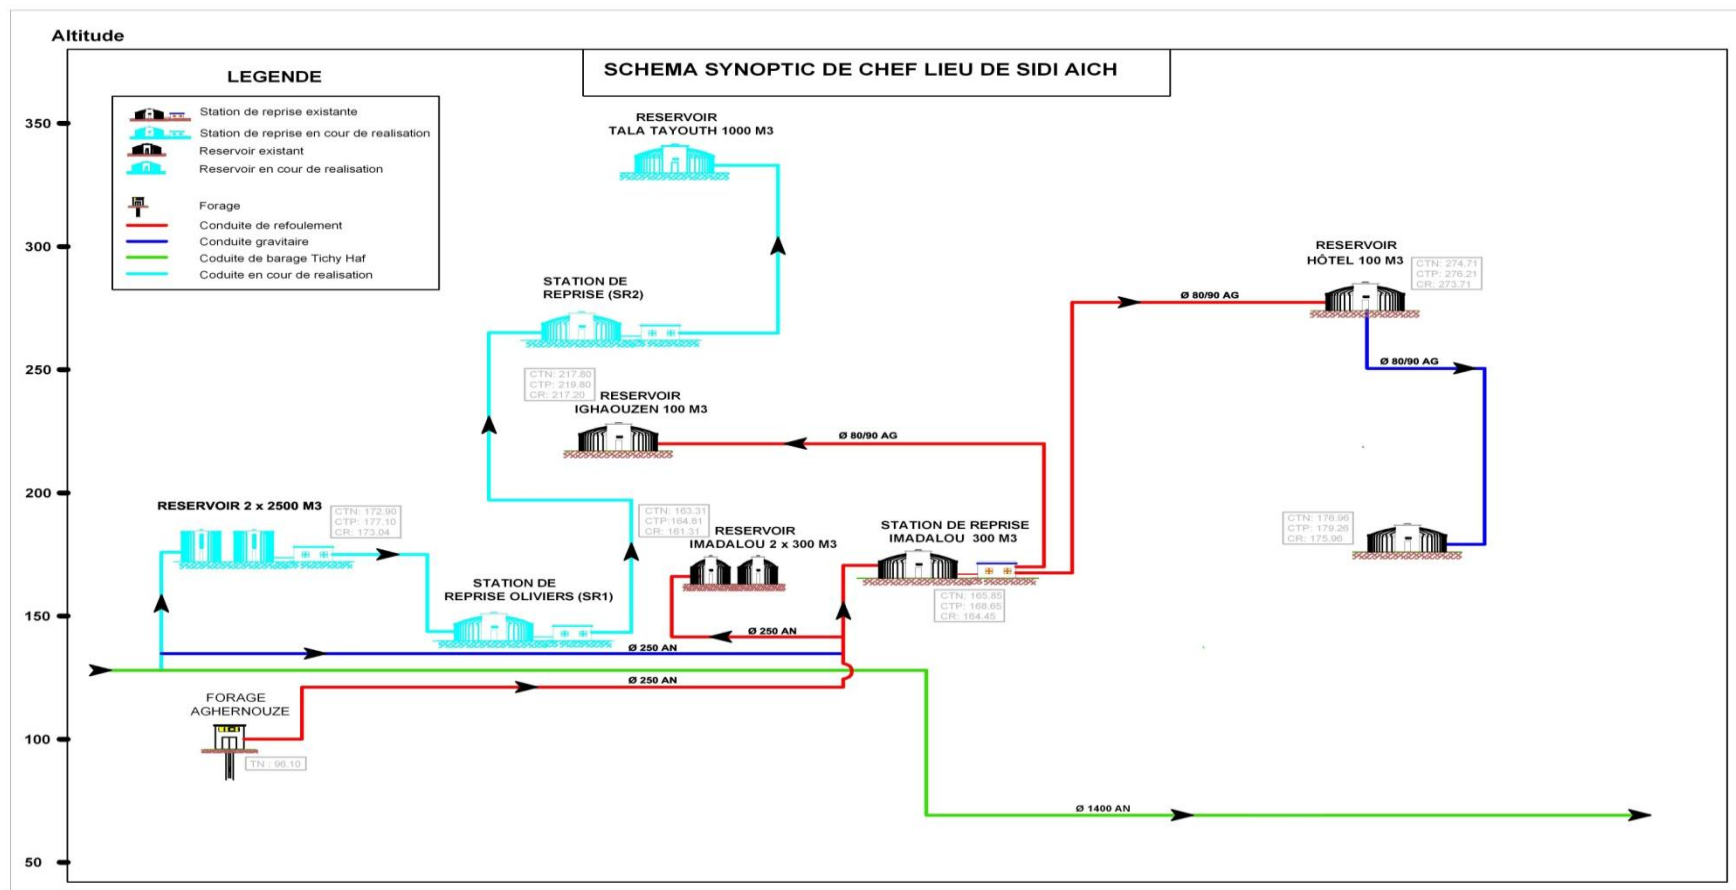 Altitude
SCHEMA SYNOPTIC DE CHEF LIEU DE SIDI AICH
LEGENDE
Station de reprise existante
Station de reprise en cour de realisation
Reservoir existant
Reservoir en cour de realisation
Forage
Conduite de refoulement
Conduite gravitaire
Coduite de barage Tichy Haf
Coduite en cour de realisation
350
300
250
200
150
100
50
RESERVOIR
TALA TAYOUTH 1000 M3
STATION DE
REPRISE (SR2)
RESERVOIR
HÔTEL 100 M3
CTN: 274.71
CTP: 276.21
CR: 273.71
Ø 80/90 AG
Ø 80/90 AG
CTN: 217.80
CTP: 219.80
CR: 217.20
RESERVOIR
IGHAOUZEN 100 M3
Ø 80/90 AG
RESERVOIR 2 x 2500 M3
CTN: 172.90
CTP: 177.10
CR: 173.04
CTN: 163.31
CTP:164.81
CR: 161.31
RESERVOIR
IMADALOU 2 x 300 M3
STATION DE REPRISE
IMADALOU 300 M3
CTN: 165.85
CTP: 168.65
CR: 164.45
CTN: 176.96
CTP: 179.26
CR: 175.96
STATION DE
REPRISE OLIVIERS (SR1)
Ø 250 AN
Ø 250 AN
Ø 250 AN
FORAGE
AGHERNOUZE
TN : 96.10
Ø 1400 AN